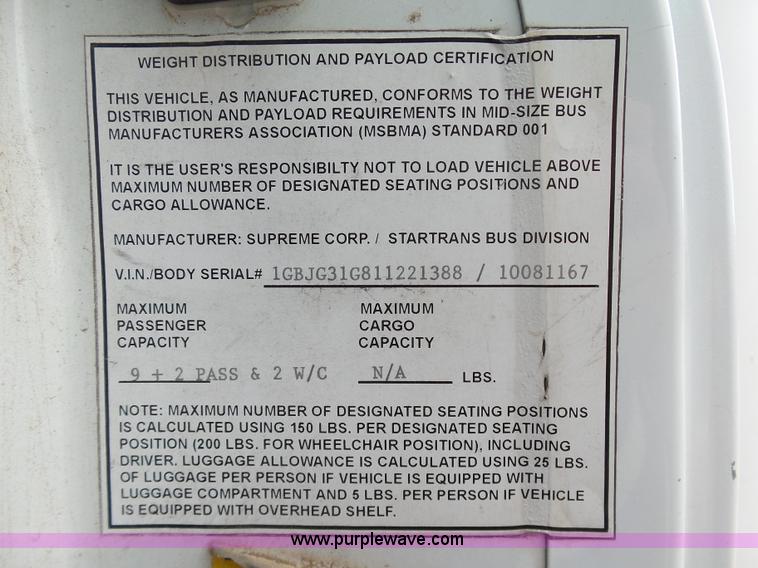 WEIGHT DISTRIBUTION AND PAYLOAD CERTIFICATION
THIS VEHICLE, AS MANUFACTURED, CONFORMS TO THE WEIGHT
DISTRIBUTION AND PAYLOAD REQUIREMENTS IN MID-SIZE BUS
MANUFACTURERS ASSOCIATION (MSBMA) STANDARD 001
IT IS THE USER'S RESPONSIBILTY NOT TO LOAD VEHICLE ABOVE
MAXIMUM NUMBER OF DESIGNATED SEATING POSITIONS AND
CARGO ALLOWANCE.
MANUFACTURER: SUPREME CORP. / STARTRANS BUS DIVISION
V.I.N./BODY SERIAL# 1GBJG31G811221388 / 10081167
MAXIMUM MAXIMUM
PASSENGER CARGO
CAPACITY CAPACITY
9 + 2 PASS & 2 W/C N/A LBS.
NOTE: MAXIMUM NUMBER OF DESIGNATED SEATING POSITIONS
IS CALCULATED USING 150 LBS. PER DESIGNATED SEATING
POSITION (200 LBS. FOR WHEELCHAIR POSITION), INCLUDING
DRIVER. LUGGAGE ALLOWANCE IS CALCULATED USING 25 LBS.
OF LUGGAGE PER PERSON IF VEHICLE IS EQUIPPED WITH
LUGGAGE COMPARTMENT AND 5 LBS. PER PERSON IF VEHICLE
IS EQUIPPED WITH OVERHEAD SHELF.
www.purplewave.com